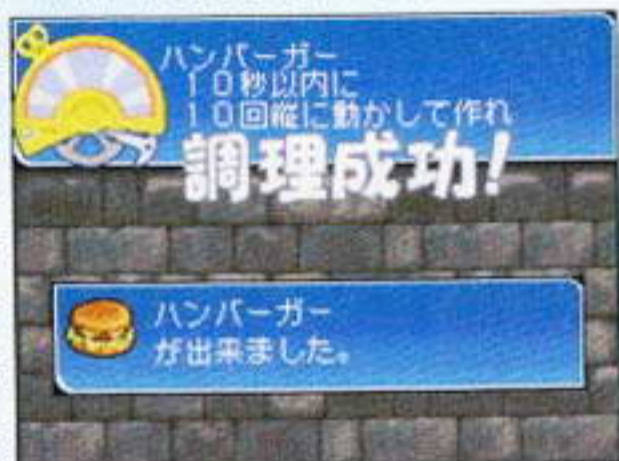 ハンバーガー
１０秒以内に
１０回縦に動かして作れ
調理成功!
ハンバーガー
が出来ました。